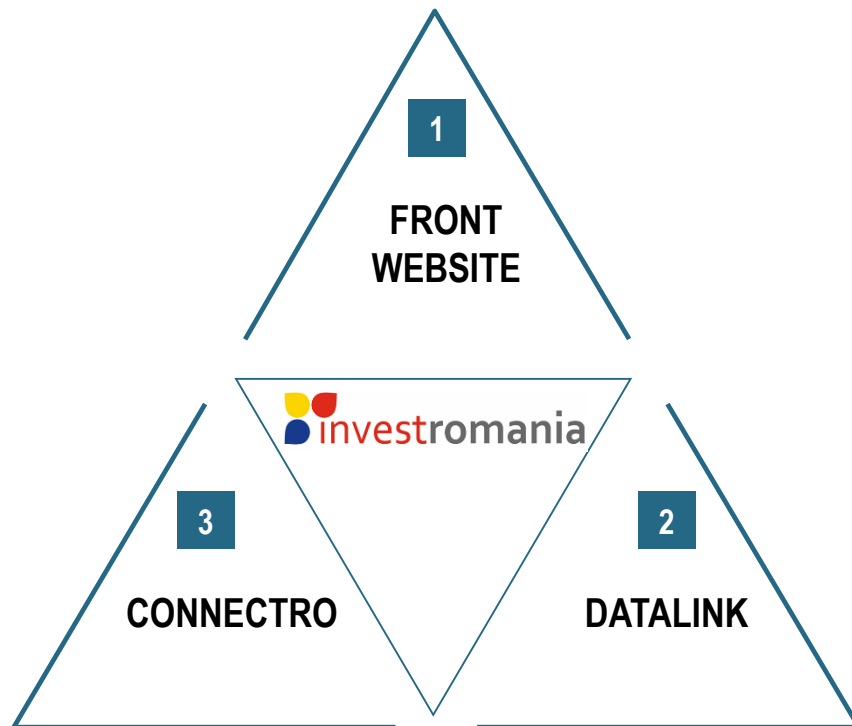 1
FRONT
WEBSITE
investromania
3
CONNECTRO
2
DATALINK